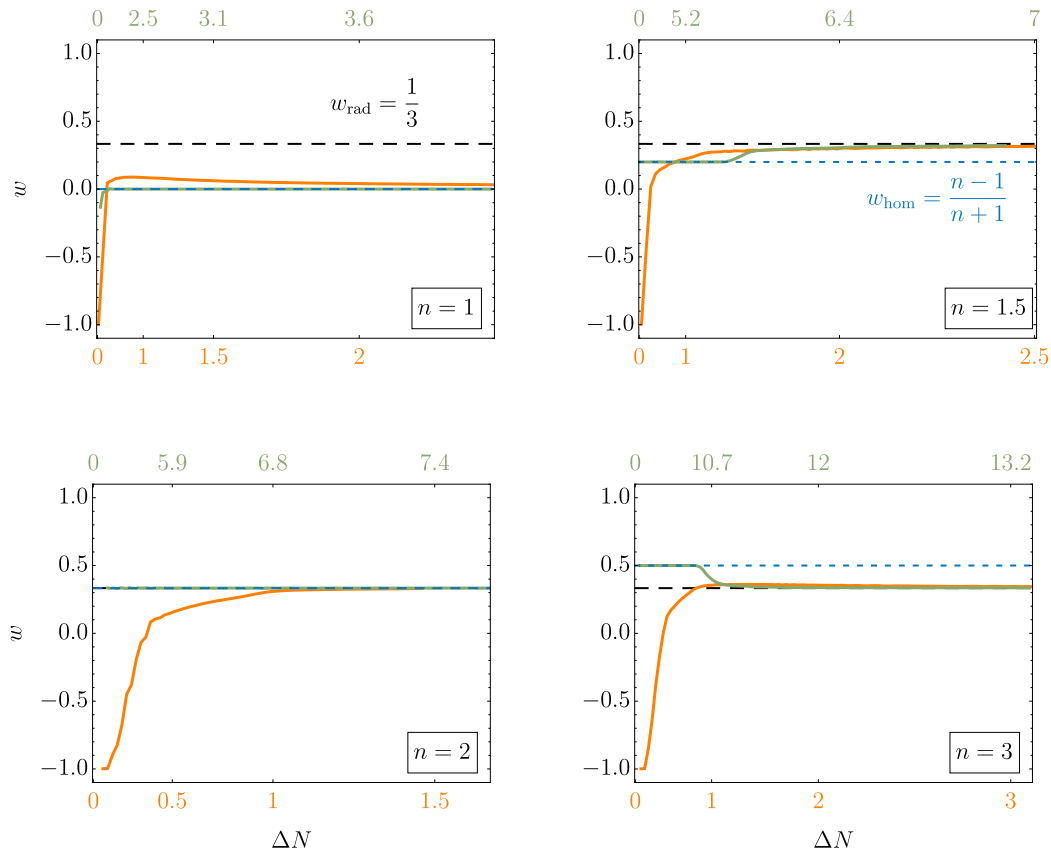 0 2.5 3.1 3.6
1.0
0.5
0.0
−0.5
−1.0
w
w_rad = 1/3
n = 1
0 1 1.5 2
0 5.2 6.4 7
1.0
0.5
0.0
−0.5
−1.0
w_hom = (n − 1)/(n + 1)
n = 1.5
0 1 2 2.5
0 5.9 6.8 7.4
1.0
0.5
0.0
−0.5
−1.0
w
n = 2
0 0.5 1 1.5
ΔN
0 10.7 12 13.2
1.0
0.5
0.0
−0.5
−1.0
n = 3
0 1 2 3
ΔN